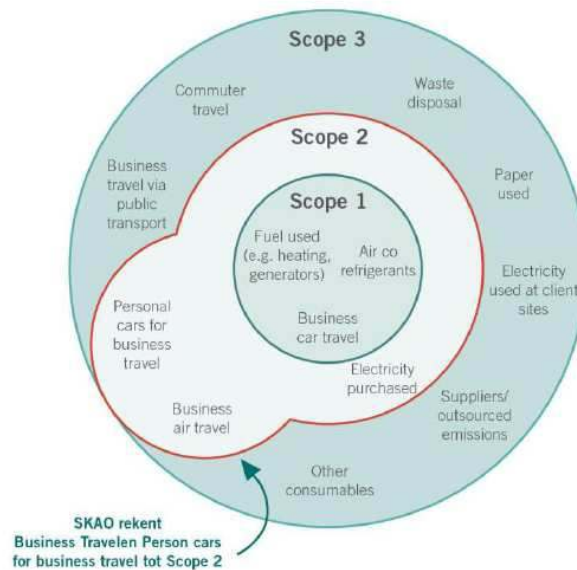 Scope 3
Commuter
travel
Waste
disposal
Scope 2
Business
travel via
public
transport
Paper
used
Scope 1
Fuel used
(e.g. heating,
generators)
Air co
refrigerants
Electricity
used at client
sites
Business
car travel
Personal
cars for
business
travel
Electricity
purchased
Business
air travel
Suppliers/
outsourced
emissions
Other
consumables
SKAO rekent
Business Travelen Person cars
for business travel tot Scope 2